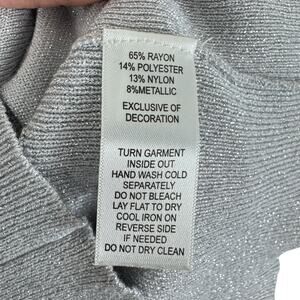 65% RAYON
14% POLYESTER
13% NYLON
8%METALLIC
EXCLUSIVE OF
DECORATION
TURN GARMENT
INSIDE OUT
HAND WASH COLD
SEPARATELY
DO NOT BLEACH
LAY FLAT TO DRY
COOL IRON ON
REVERSE SIDE
IF NEEDED
DO NOT DRY CLEAN